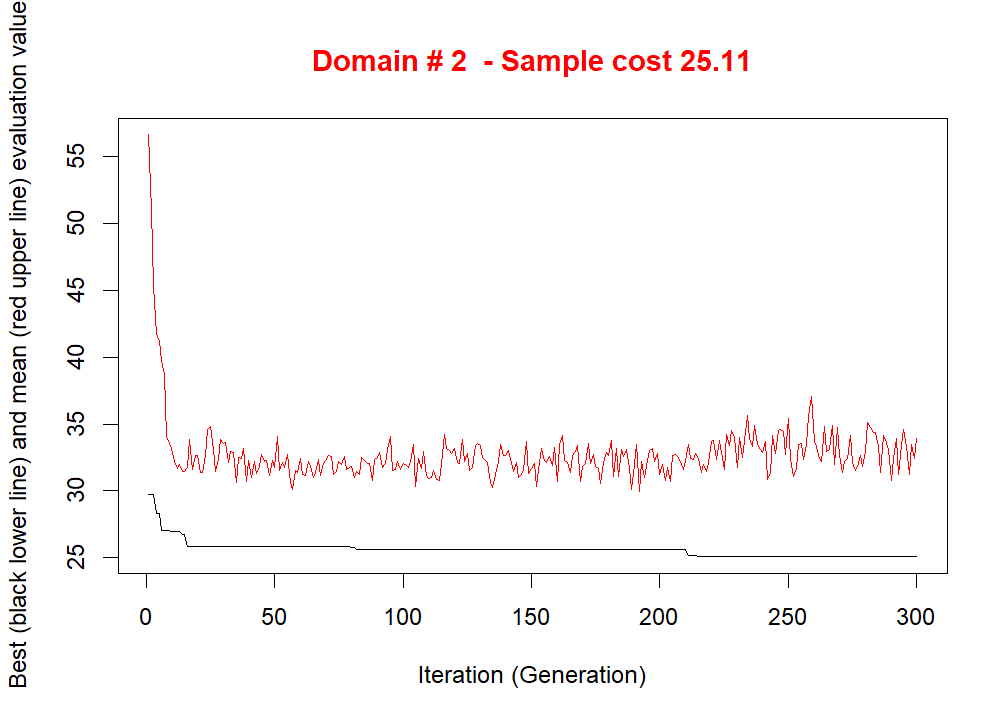 Domain # 2  - Sample cost 25.11
Best (black lower line) and mean (red upper line) evaluation value
55
50
45
40
35
30
25
0 50 100 150 200 250 300
Iteration (Generation)